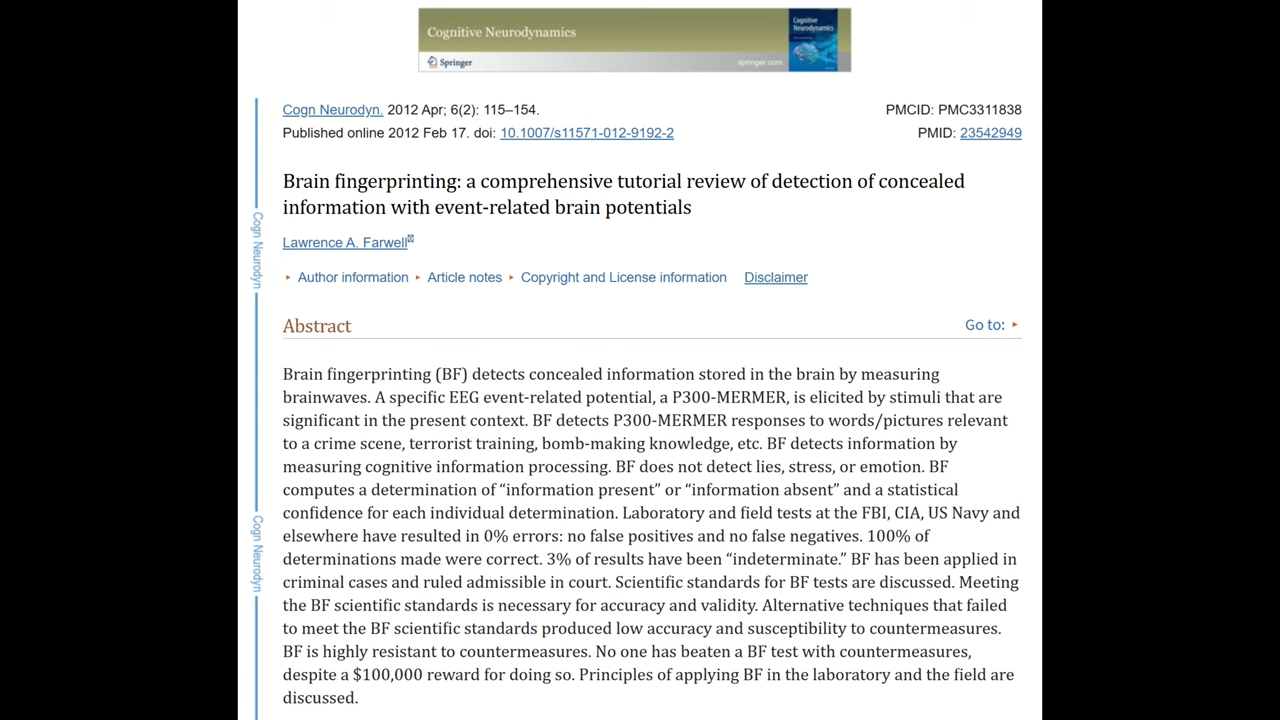 Cognitive Neurodynamics
Cognitive
Neurodynamics
Springer
springer.com
Cogn Neurodyn. 2012 Apr; 6(2): 115–154.
PMCID: PMC3311838
Published online 2012 Feb 17. doi: 10.1007/s11571-012-9192-2
PMID: 23542949
Brain fingerprinting: a comprehensive tutorial review of detection of concealed
information with event-related brain potentials
Lawrence A. Farwell
Author information
Article notes
Copyright and License information
Disclaimer
Abstract
Go to:
Brain fingerprinting (BF) detects concealed information stored in the brain by measuring
brainwaves. A specific EEG event-related potential, a P300-MERMER, is elicited by stimuli that are
significant in the present context. BF detects P300-MERMER responses to words/pictures relevant
to a crime scene, terrorist training, bomb-making knowledge, etc. BF detects information by
measuring cognitive information processing. BF does not detect lies, stress, or emotion. BF
computes a determination of “information present” or “information absent” and a statistical
confidence for each individual determination. Laboratory and field tests at the FBI, CIA, US Navy and
elsewhere have resulted in 0% errors: no false positives and no false negatives. 100% of
determinations made were correct. 3% of results have been “indeterminate.” BF has been applied in
criminal cases and ruled admissible in court. Scientific standards for BF tests are discussed. Meeting
the BF scientific standards is necessary for accuracy and validity. Alternative techniques that failed
to meet the BF scientific standards produced low accuracy and susceptibility to countermeasures.
BF is highly resistant to countermeasures. No one has beaten a BF test with countermeasures,
despite a $100,000 reward for doing so. Principles of applying BF in the laboratory and the field are
discussed.
Cogn Neurodyn
Cogn Neurodyn